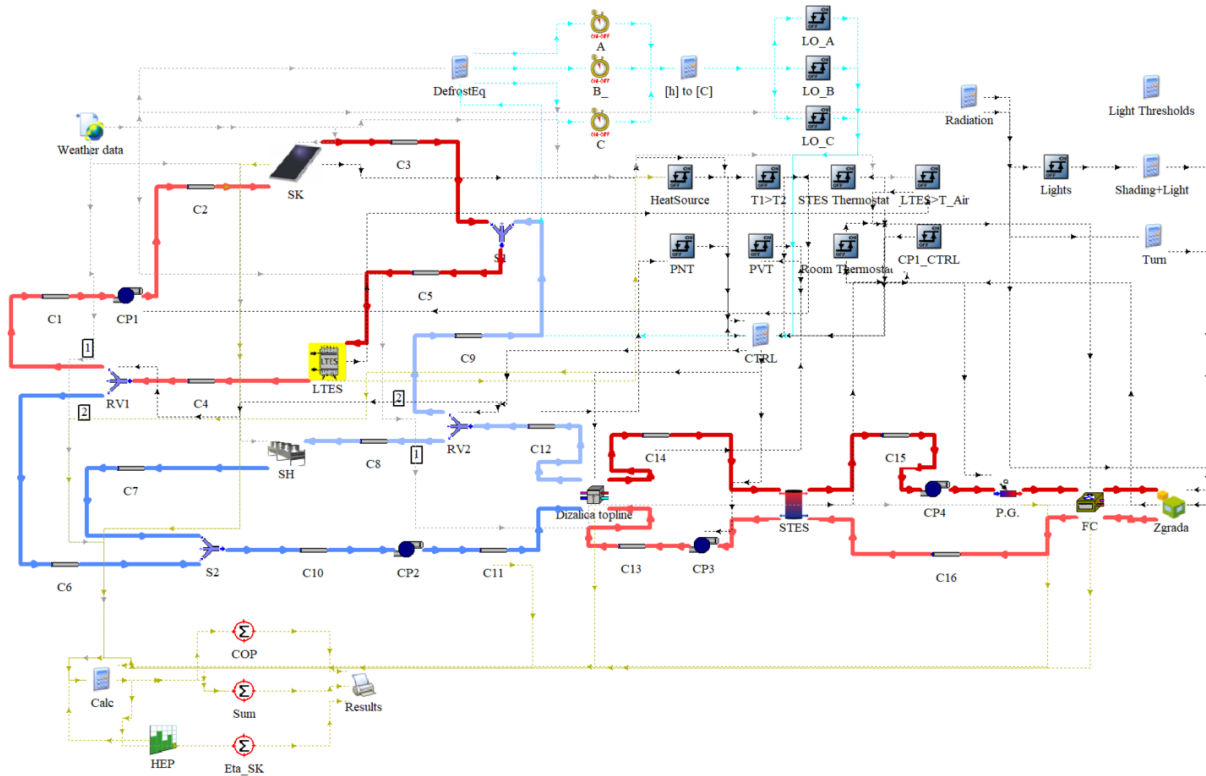 A
LO_A
DefrostEq
B_
[h] to [C]
LO_B
Light Thresholds
Weather data
C
LO_C
Radiation
C3
SK
C2
HeatSource
T1>T2
STES Thermostat
LTES>T_Air
Lights
Shading+Light
S1
PNT
PVT
Room Thermostat
CP1_CTRL
Turn
C5
C1
CP1
C9
CTRL
1
LTES
LTES
RV1
C4
2
2
RV2
C12
C8
1
C14
C15
SH
C7
Dizalica topline
STES
CP4
P.G.
FC
Zgrada
S2
C10
CP2
C11
C13
CP3
C16
C6
COP
Calc
Sum
Results
HEP
Eta_SK